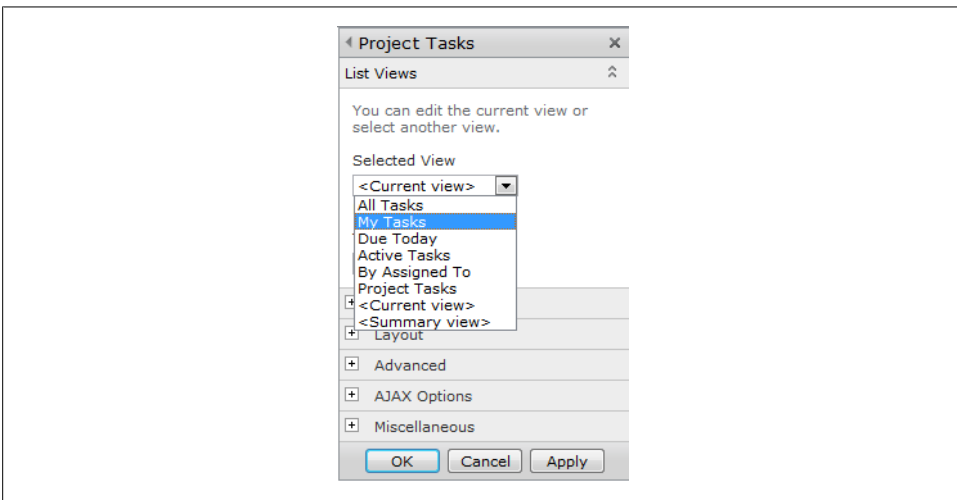 Project Tasks
List Views
You can edit the current view or
select another view.
Selected View
<Current view>
All Tasks
My Tasks
Due Today
Active Tasks
By Assigned To
Project Tasks
<Current view>
<Summary view>
Layout
Advanced
AJAX Options
Miscellaneous
OK Cancel Apply